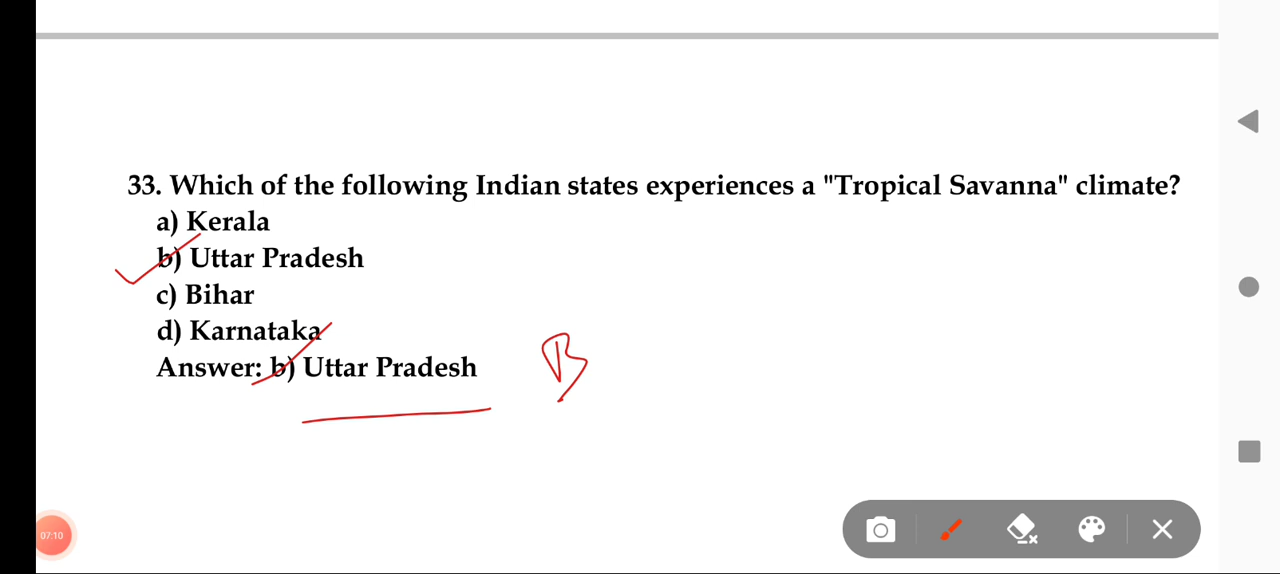 33. Which of the following Indian states experiences a "Tropical Savanna" climate?
a) Kerala
b) Uttar Pradesh
c) Bihar
d) Karnataka
Answer: b) Uttar Pradesh
B
07:10